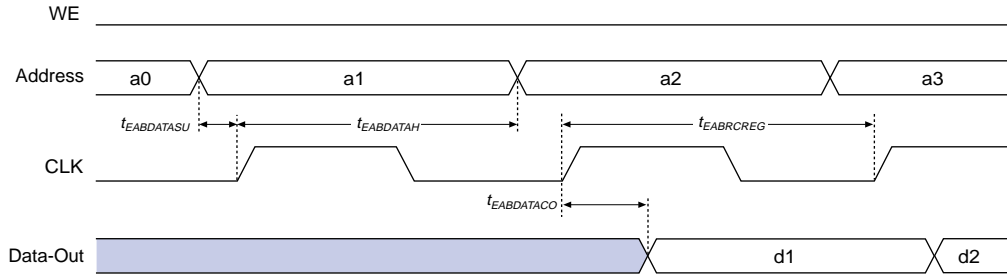 WE
Address a0 a1 a2 a3
tEABDATASU tEABDATAH tEABRCREG
CLK
tEABDATACO
Data-Out d1 d2